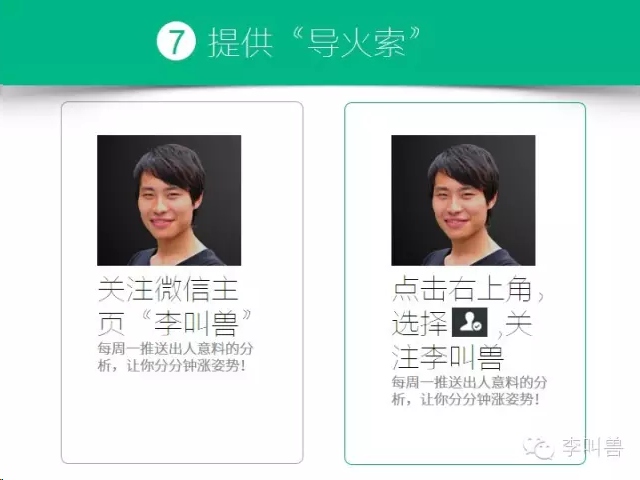 7 提供“导火索”
关注微信主
页“李叫兽”
每周一推送出人意料的分
析，让你分分钟涨姿势！
点击右上角，
选择 ,关
注李叫兽
每周一推送出人意料的分
析，让你分分钟涨姿势！
李叫兽